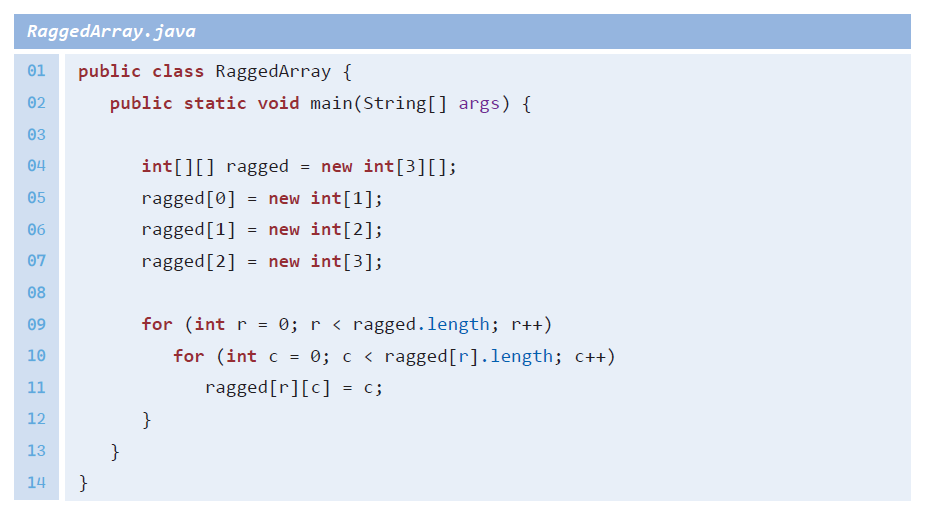 RaggedArray.java
01 public class RaggedArray {
02 public static void main(String[] args) {
03
04 int[][] ragged = new int[3][];
05 ragged[0] = new int[1];
06 ragged[1] = new int[2];
07 ragged[2] = new int[3];
08
09 for (int r = 0; r < ragged.length; r++)
10 for (int c = 0; c < ragged[r].length; c++)
11 ragged[r][c] = c;
12 }
13 }
14 }